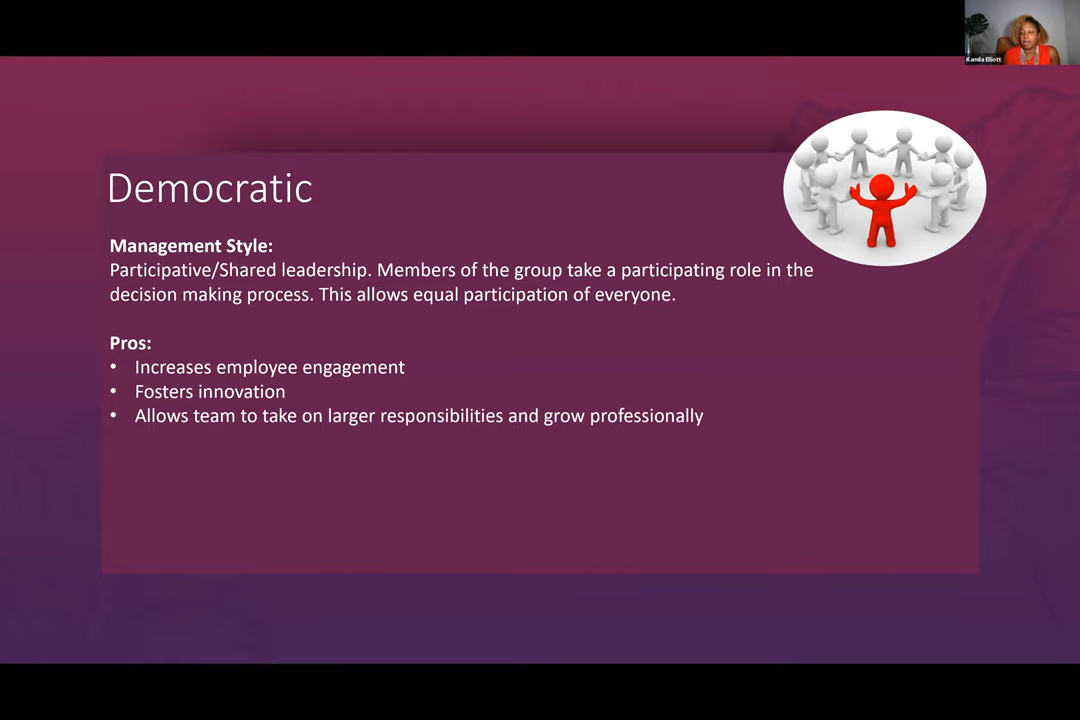 Kamila Elliott
Democratic
Management Style:
Participative/Shared leadership. Members of the group take a participating role in the
decision making process. This allows equal participation of everyone.
Pros:
• Increases employee engagement
• Fosters innovation
• Allows team to take on larger responsibilities and grow professionally